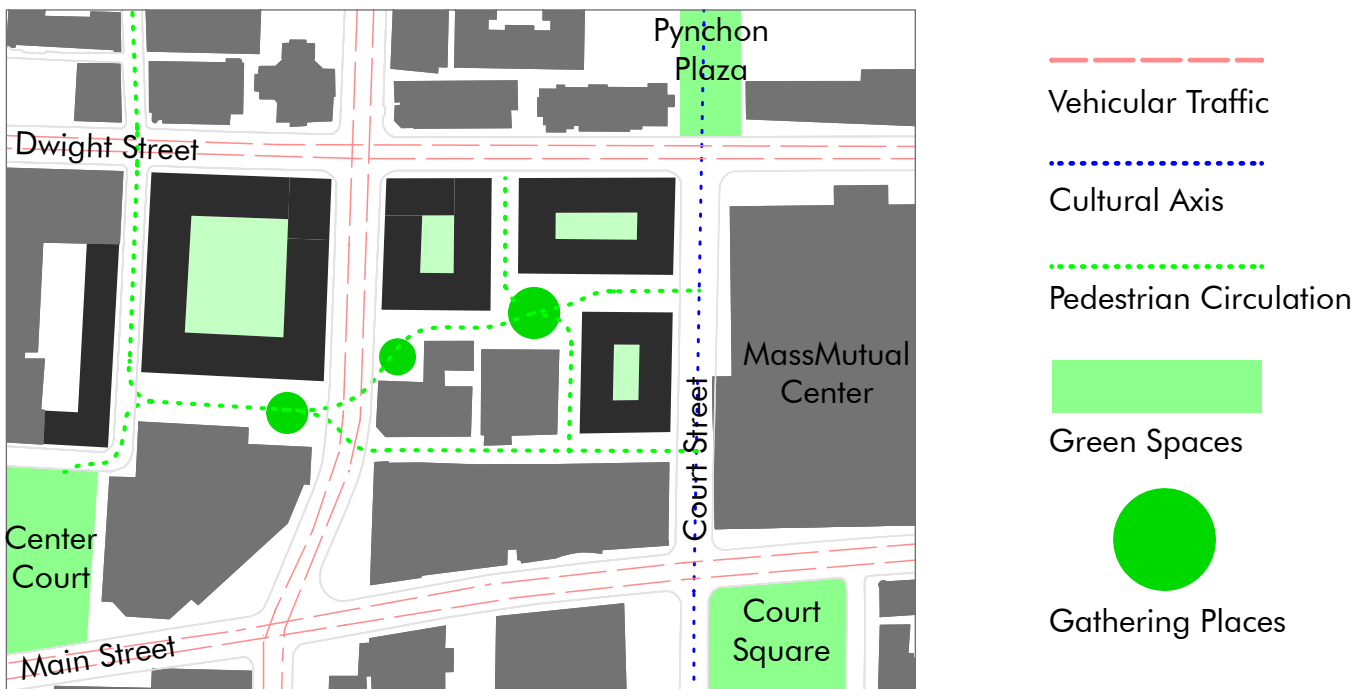 Pynchon
Plaza
Dwight Street
MassMutual
Center
Court Street
Center
Court
Court
Square
Main Street
Vehicular Traffic
Cultural Axis
Pedestrian Circulation
Green Spaces
Gathering Places